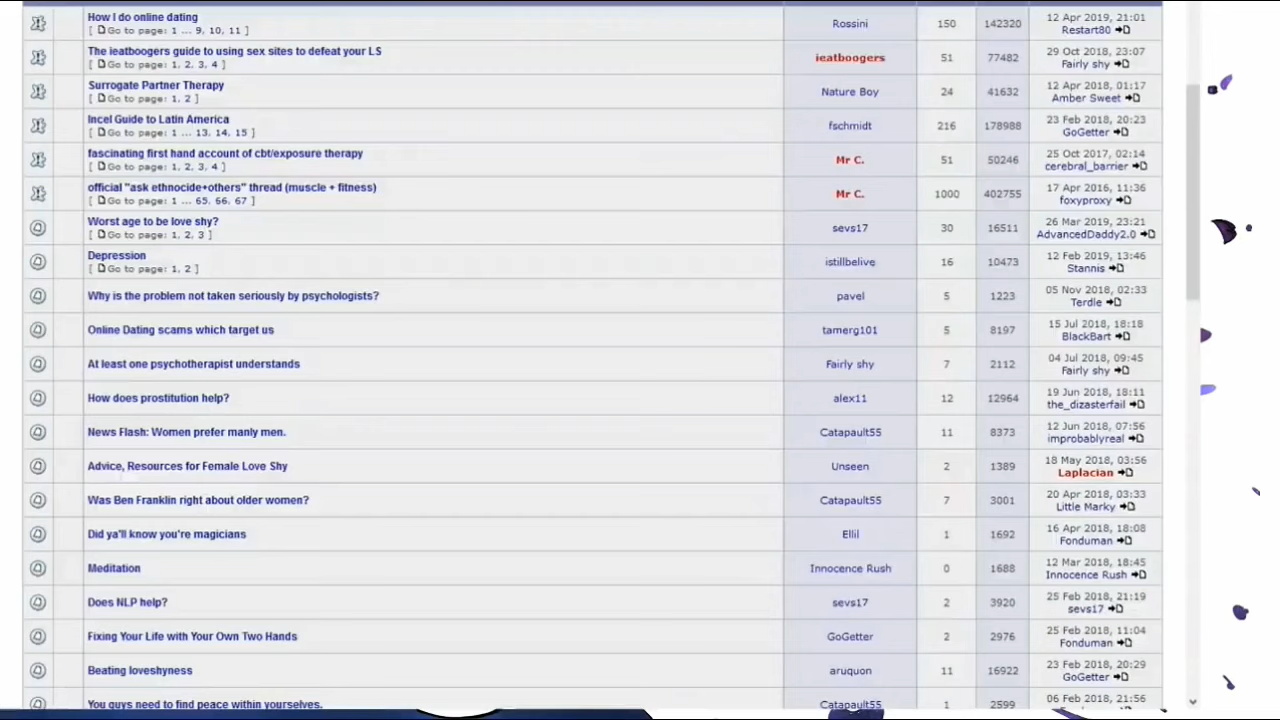 How I do online dating
[ Go to page: 1 ... 9, 10, 11 ]
Rossini
150
142320
12 Apr 2019, 21:01
Restart80
The ieatboogers guide to using sex sites to defeat your LS
[ Go to page: 1, 2, 3, 4 ]
ieatboogers
51
77482
29 Oct 2018, 23:07
Fairly shy
Surrogate Partner Therapy
[ Go to page: 1, 2 ]
Nature Boy
24
41632
12 Apr 2018, 01:17
Amber Sweet
Incel Guide to Latin America
[ Go to page: 1 ... 13, 14, 15 ]
fschmidt
216
178988
23 Feb 2018, 20:23
GoGetter
fascinating first hand account of cbt/exposure therapy
[ Go to page: 1, 2, 3, 4 ]
Mr C.
51
50246
25 Oct 2017, 02:14
cerebral_barrier
official "ask ethnocide+others" thread (muscle + fitness)
[ Go to page: 1 ... 65, 66, 67 ]
Mr C.
1000
402755
17 Apr 2016, 11:36
foxyproxy
Worst age to be love shy?
[ Go to page: 1, 2, 3 ]
sevs17
30
16511
26 Mar 2019, 23:21
AdvancedDaddy2.0
Depression
[ Go to page: 1, 2 ]
istillbelive
16
10473
12 Feb 2019, 13:46
Stannis
Why is the problem not taken seriously by psychologists?
pavel
5
1223
05 Nov 2018, 02:33
Terdle
Online Dating scams which target us
tamerg101
5
8197
15 Jul 2018, 18:18
BlackBart
At least one psychotherapist understands
Fairly shy
7
2112
04 Jul 2018, 09:45
Fairly shy
How does prostitution help?
alex11
12
12964
19 Jun 2018, 18:11
the_dizasterfail
News Flash: Women prefer manly men.
Catapault55
11
8373
12 Jun 2018, 07:56
improbablyreal
Advice, Resources for Female Love Shy
Unseen
2
1389
18 May 2018, 03:56
Laplacian
Was Ben Franklin right about older women?
Catapault55
7
3001
20 Apr 2018, 03:33
Little Marky
Did ya'll know you're magicians
Ellil
1
1692
16 Apr 2018, 18:08
Fonduman
Meditation
Innocence Rush
0
1688
12 Mar 2018, 18:45
Innocence Rush
Does NLP help?
sevs17
2
3920
25 Feb 2018, 21:19
sevs17
Fixing Your Life with Your Own Two Hands
GoGetter
2
2976
25 Feb 2018, 11:04
Fonduman
Beating loveshyness
aruquon
11
16922
23 Feb 2018, 20:29
GoGetter
You guys need to find peace within yourselves.
Catapault55
1
2599
06 Feb 2018, 21:56